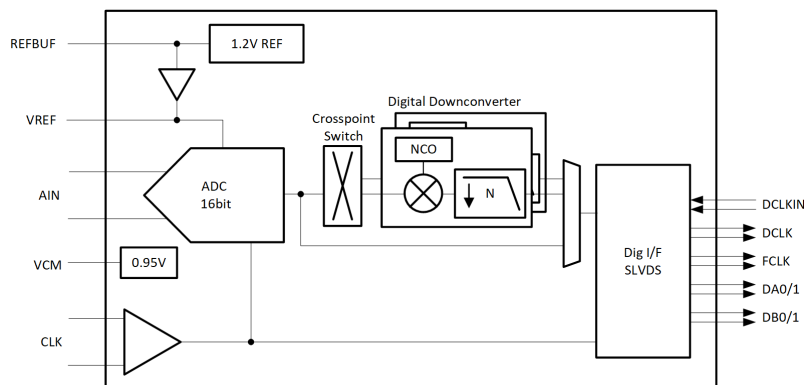 REFBUF
1.2V REF
VREF
Crosspoint
Switch
Digital Downconverter
NCO
N
AIN
ADC
16bit
VCM
0.95V
CLK
Dig I/F
SLVDS
DCLKIN
DCLK
FCLK
DA0/1
DB0/1